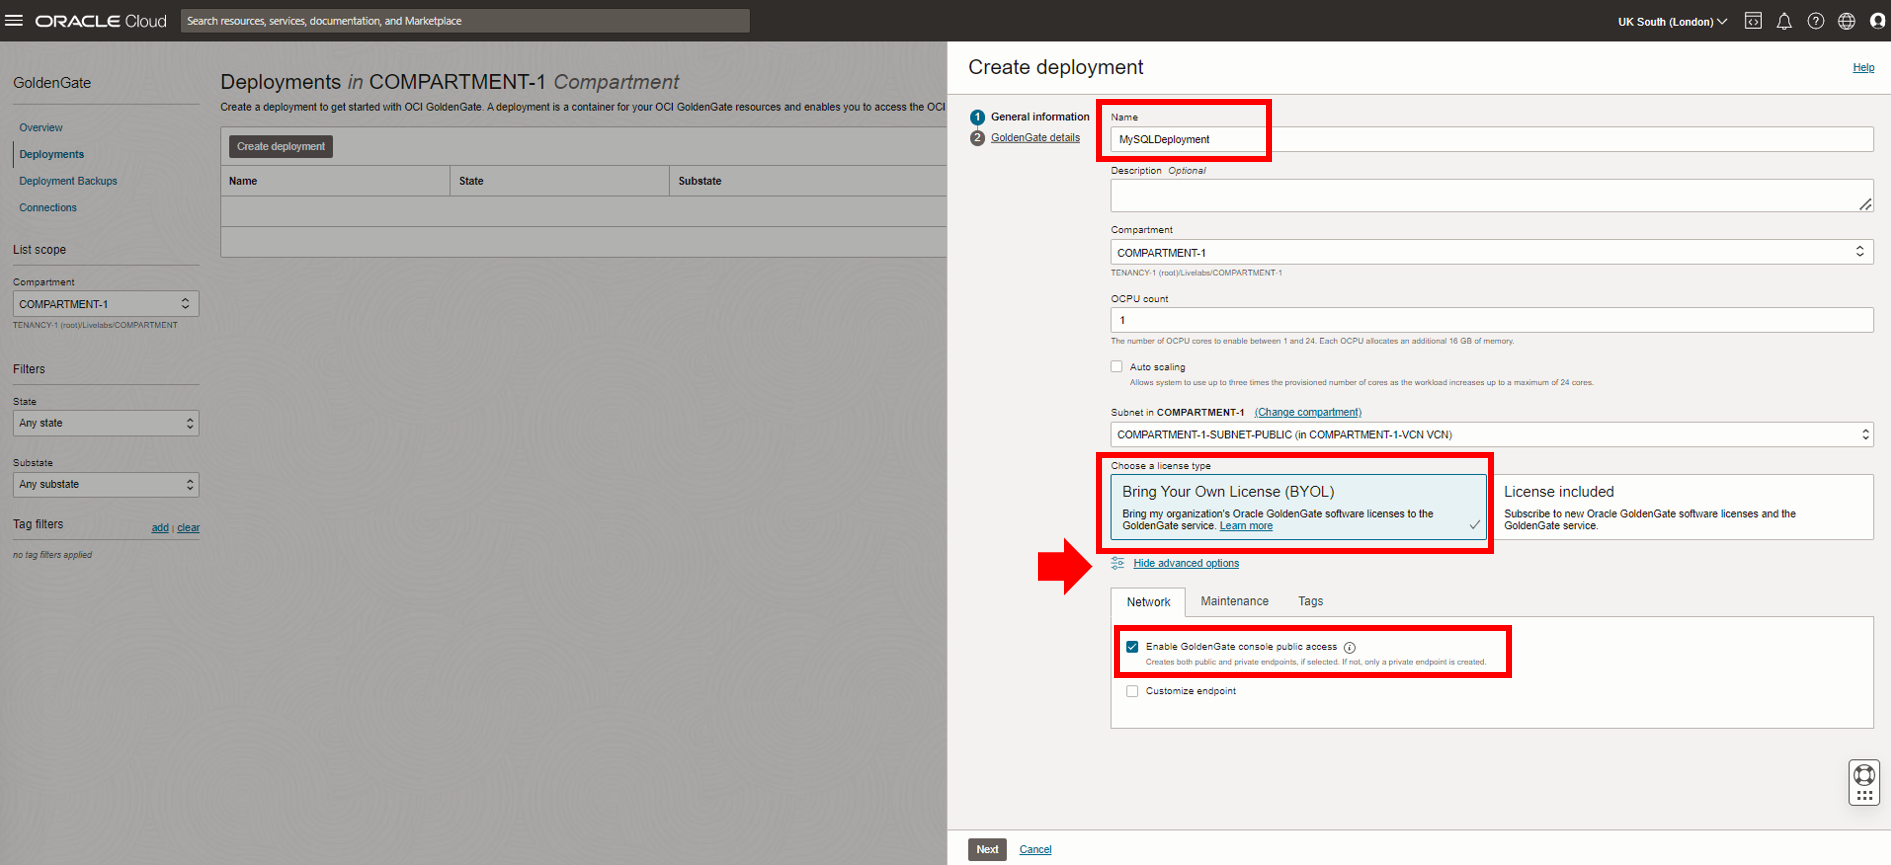 ORACLE Cloud
Search resources, services, documentation, and Marketplace
UK South (London)
GoldenGate
Overview
Deployments
Deployment Backups
Connections
List scope
Compartment
COMPARTMENT-1
TENANCY-1 (root)/Livelabs/COMPARTMENT
Filters
State
Any state
Substate
Any substate
Tag filters
add | clear
no tag filters applied
Deployments in COMPARTMENT-1 Compartment
Create a deployment to get started with OCI GoldenGate. A deployment is a container for your OCI GoldenGate resources and enables you to access the OCI
Create deployment
Name
State
Substate
Create deployment
Help
1 General information
2 GoldenGate details
Name
MySQLDeployment
Description Optional
Compartment
COMPARTMENT-1
TENANCY-1 (root)/Livelabs/COMPARTMENT-1
OCPU count
1
The number of OCPU cores to enable between 1 and 24. Each OCPU allocates an additional 16 GB of memory.
Auto scaling
Allows system to use up to three times the provisioned number of cores as the workload increases up to a maximum of 24 cores.
Subnet in COMPARTMENT-1 (Change compartment)
COMPARTMENT-1-SUBNET-PUBLIC (in COMPARTMENT-1-VCN VCN)
Choose a license type
Bring Your Own License (BYOL)
Bring my organization's Oracle GoldenGate software licenses to the
GoldenGate service. Learn more
License included
Subscribe to new Oracle GoldenGate software licenses and the
GoldenGate service.
Hide advanced options
Network
Maintenance
Tags
Enable GoldenGate console public access
Creates both public and private endpoints, if selected. If not, only a private endpoint is created.
Customize endpoint
Next
Cancel